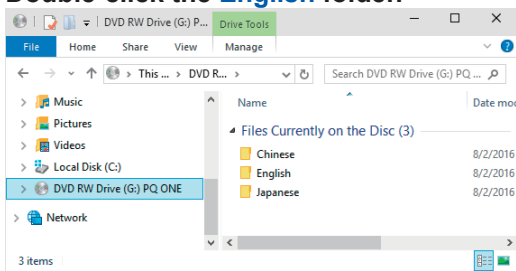 Double-click the English folder.
DVD RW Drive (G:) P... Drive Tools
File Home Share View Manage
This ... DVD R... Search DVD RW Drive (G:) PQ ...
Name Date mod
Music
Pictures
Videos
Local Disk (C:)
DVD RW Drive (G:) PQ ONE
Network
Files Currently on the Disc (3)
Chinese 8/2/2016
English 8/2/2016
Japanese 8/2/2016
3 items